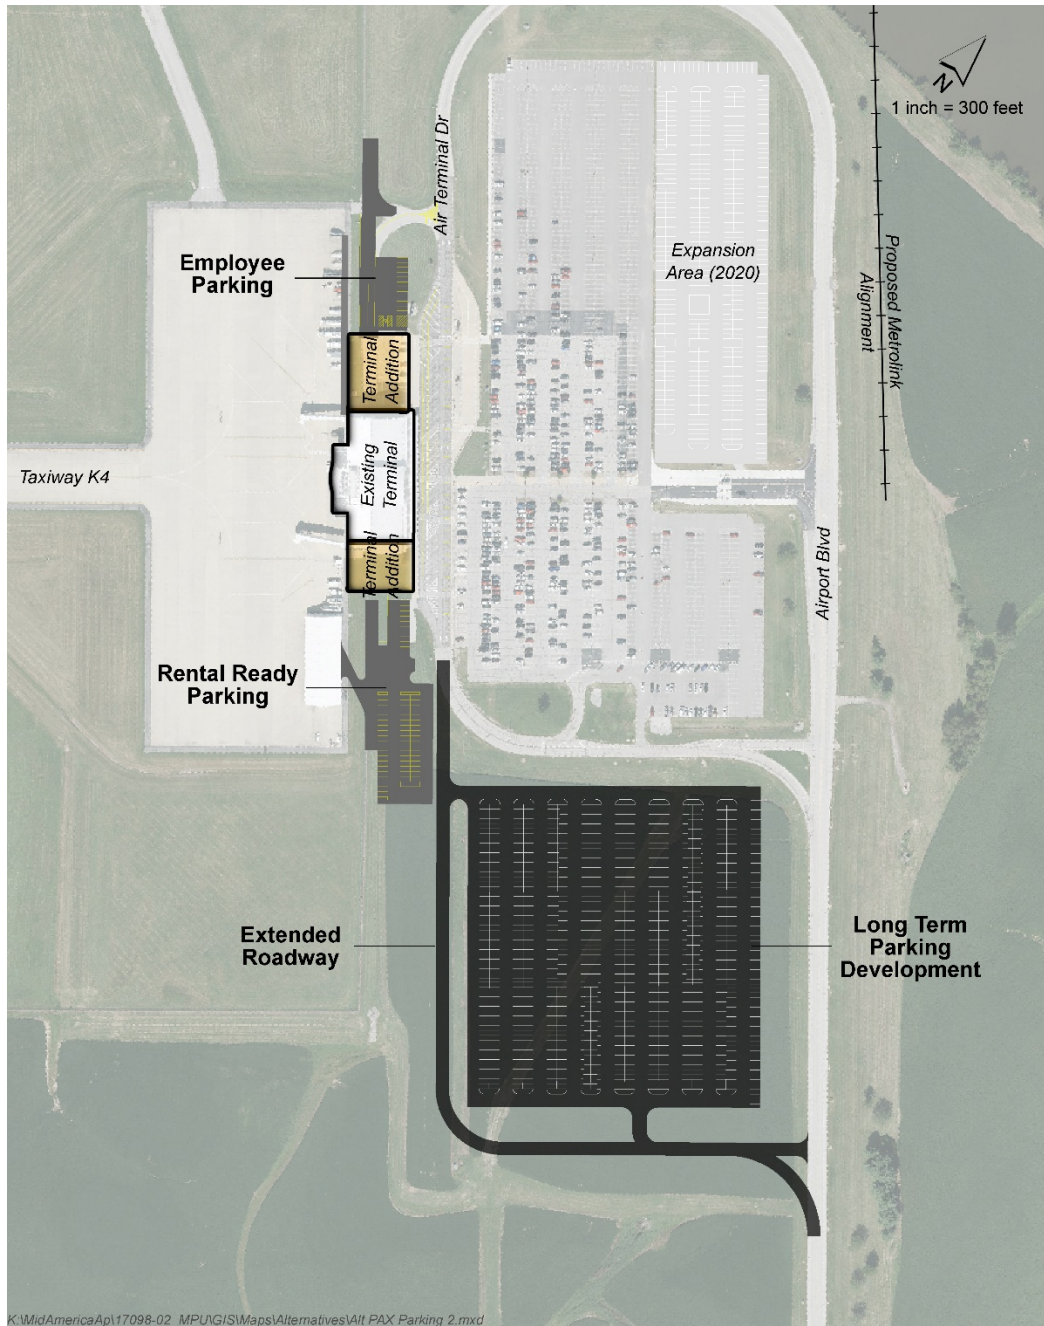 N
1 inch = 300 feet
Air Terminal Dr
Employee
Parking
Expansion
Area (2020)
Proposed Metrolink
Alignment
Terminal
Addition
Existing
Terminal
Taxiway K4
Terminal
Addition
Airport Blvd
Rental Ready
Parking
Extended
Roadway
Long Term
Parking
Development
K:\MidAmericaAp\17098-02_MPU\GIS\Maps\Alternatives\Alt PAX Parking 2.mxd